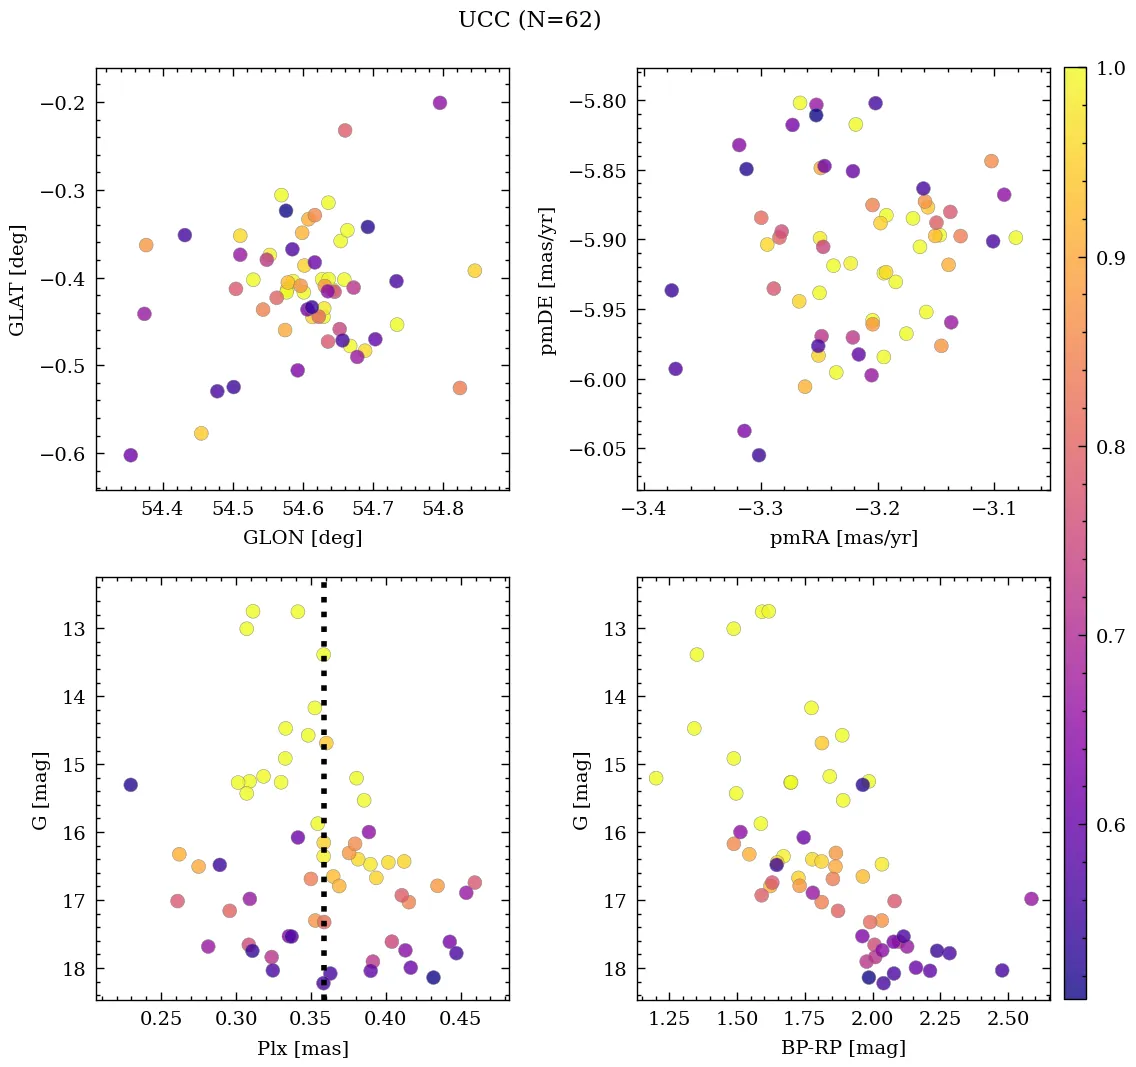 UCC (N=62)
−0.2
−0.3
−0.4
−0.5
−0.6
GLAT [deg]
54.4 54.5 54.6 54.7 54.8
GLON [deg]
−5.80
−5.85
−5.90
−5.95
−6.00
−6.05
pmDE [mas/yr]
−3.4 −3.3 −3.2 −3.1
pmRA [mas/yr]
13
14
15
16
17
18
G [mag]
0.25 0.30 0.35 0.40 0.45
Plx [mas]
13
14
15
16
17
18
G [mag]
1.25 1.50 1.75 2.00 2.25 2.50
BP-RP [mag]
1.0
0.9
0.8
0.7
0.6